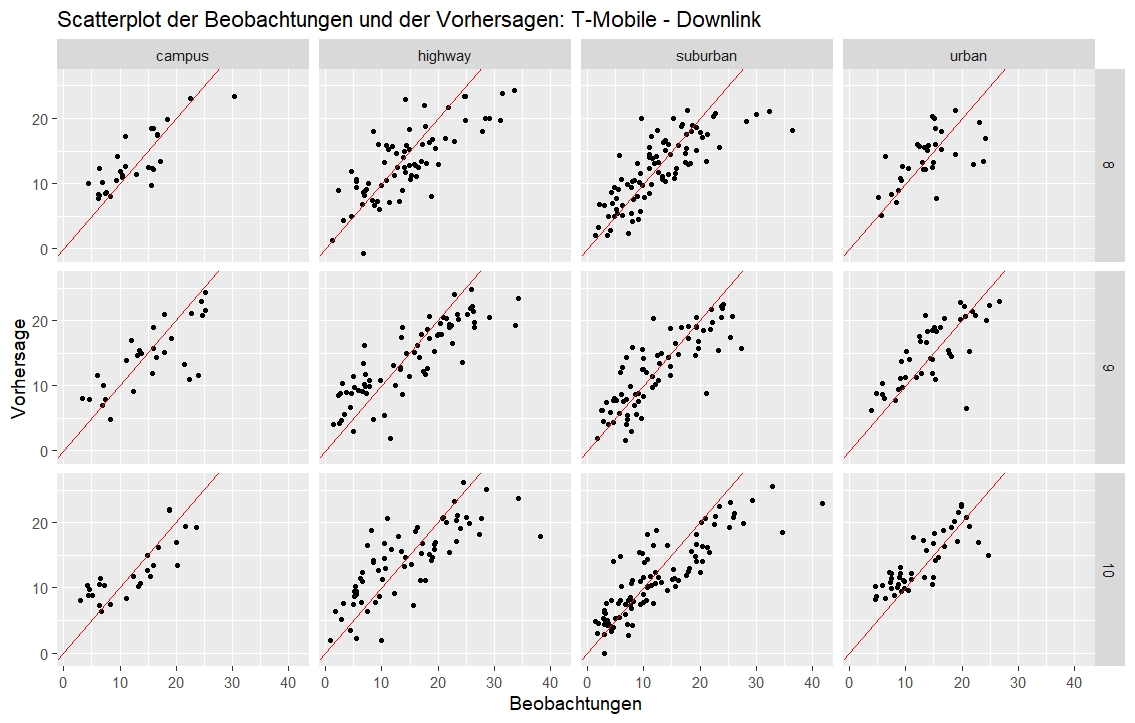 Scatterplot der Beobachtungen und der Vorhersagen: T-Mobile - Downlink
campus highway suburban urban
20
10
0
8
20
10
0
9
20
10
0
10
Vorhersage
0 10 20 30 40 0 10 20 30 40 0 10 20 30 40 0 10 20 30 40
Beobachtungen